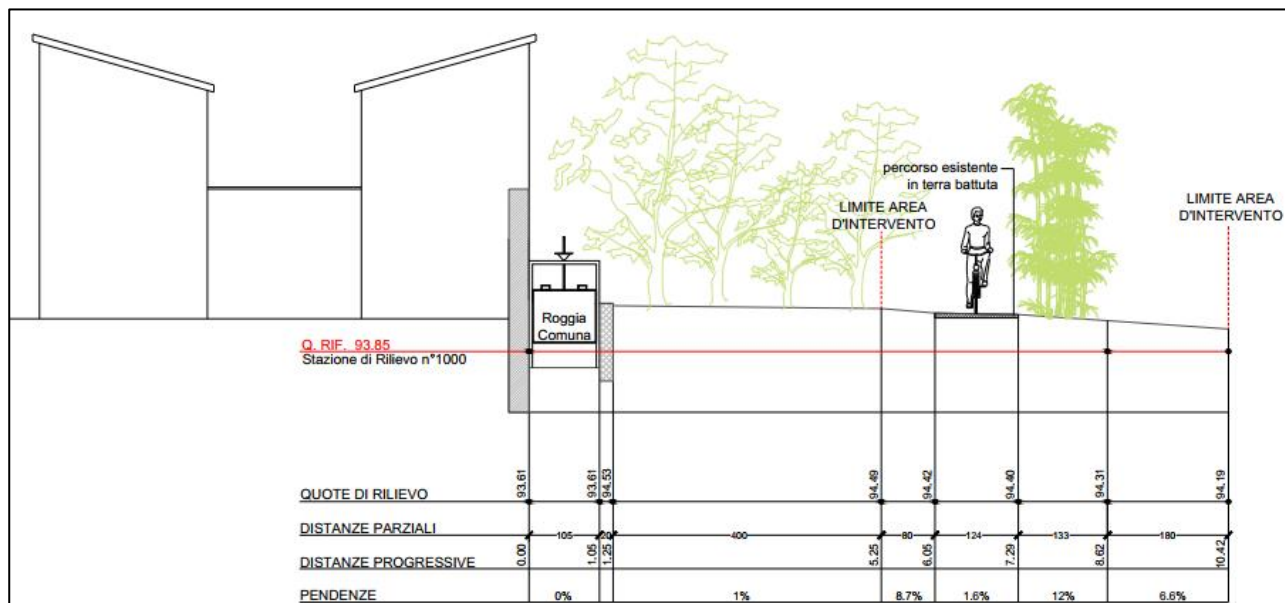 percorso esistente
in terra battuta
LIMITE AREA
D'INTERVENTO
LIMITE AREA
D'INTERVENTO
Roggia
Comuna
Q. RIF. 93.85
Stazione di Rilievo n°1000
QUOTE DI RILIEVO 93.61 93.61 94.53 94.49 94.42 94.40 94.31 94.19
DISTANZE PARZIALI 105 20 400 80 124 133 180
DISTANZE PROGRESSIVE 0.00 1.05 1.25 5.25 6.05 7.29 8.62 10.42
PENDENZE 0% 1% 8.7% 1.6% 12% 6.6%